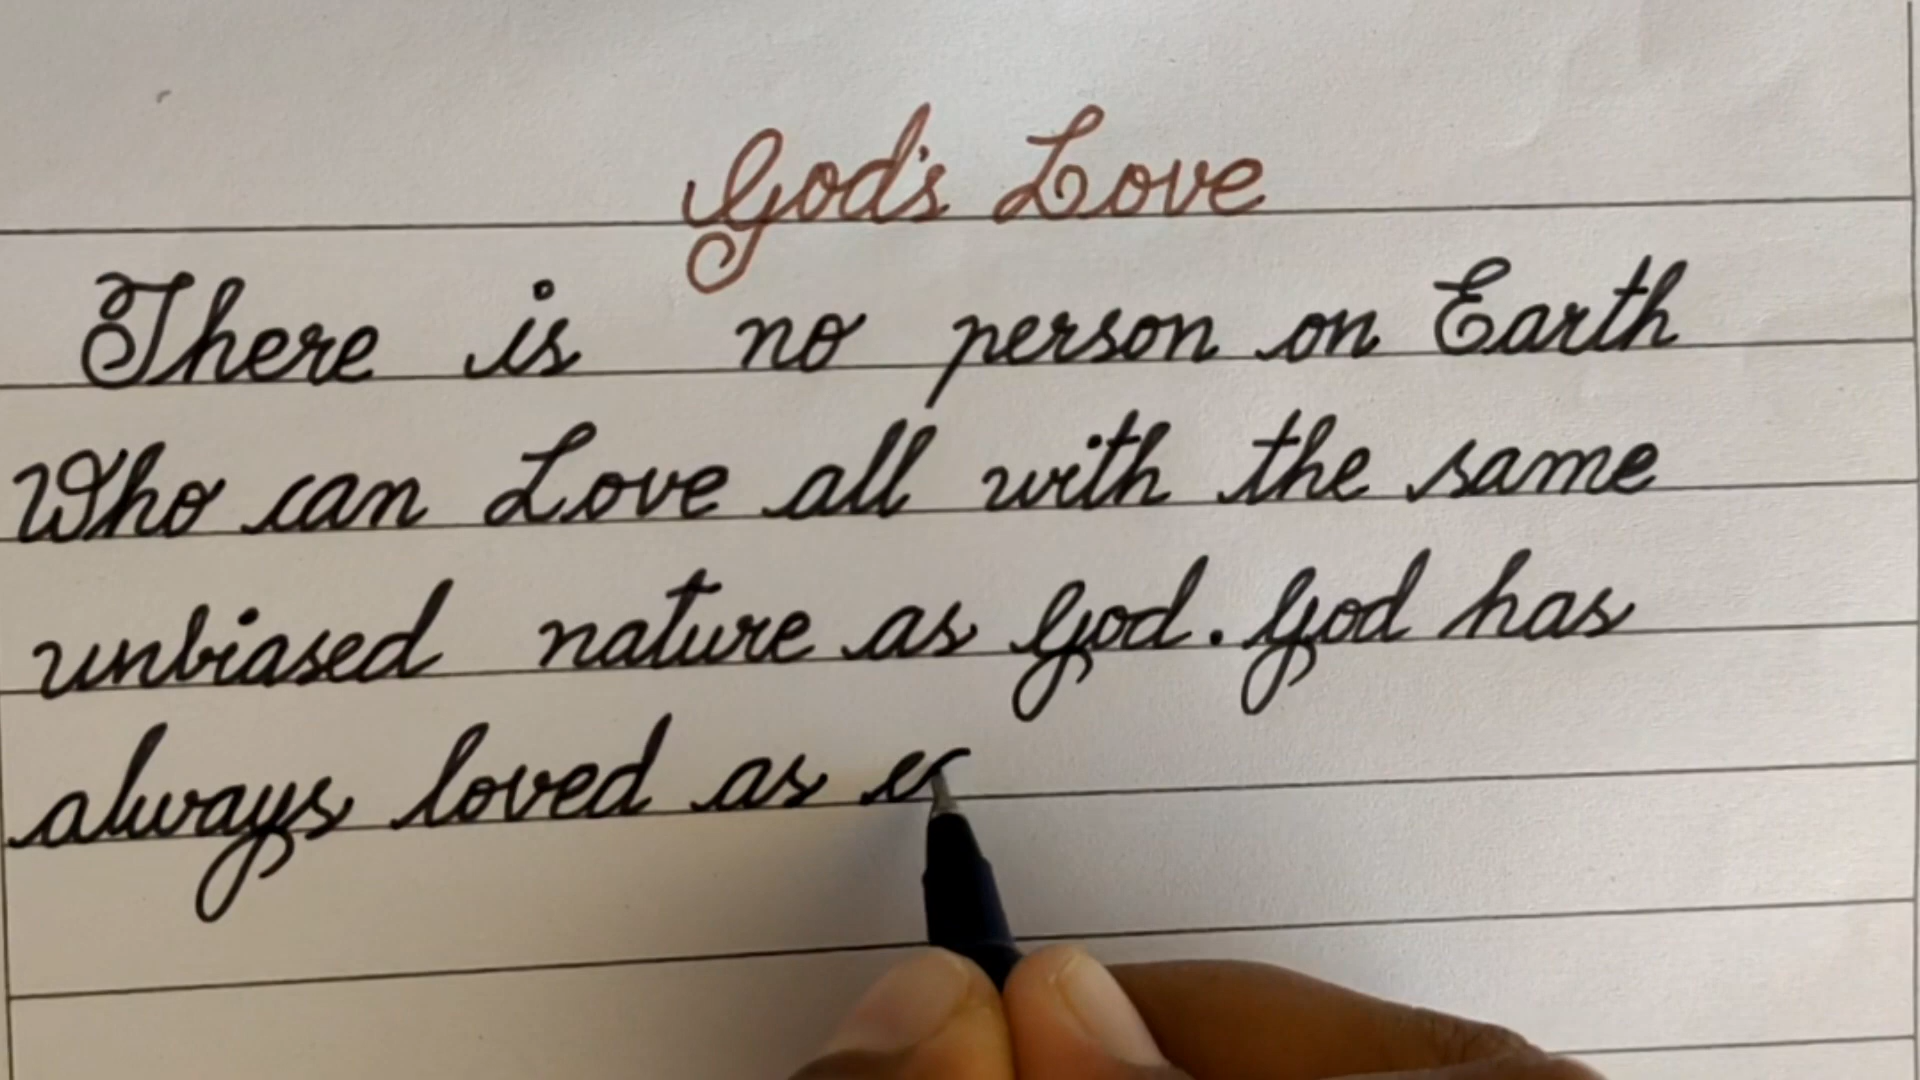 God's Love
There is no person on Earth
Who can Love all with the same
unbiased nature as God. God has
always loved as